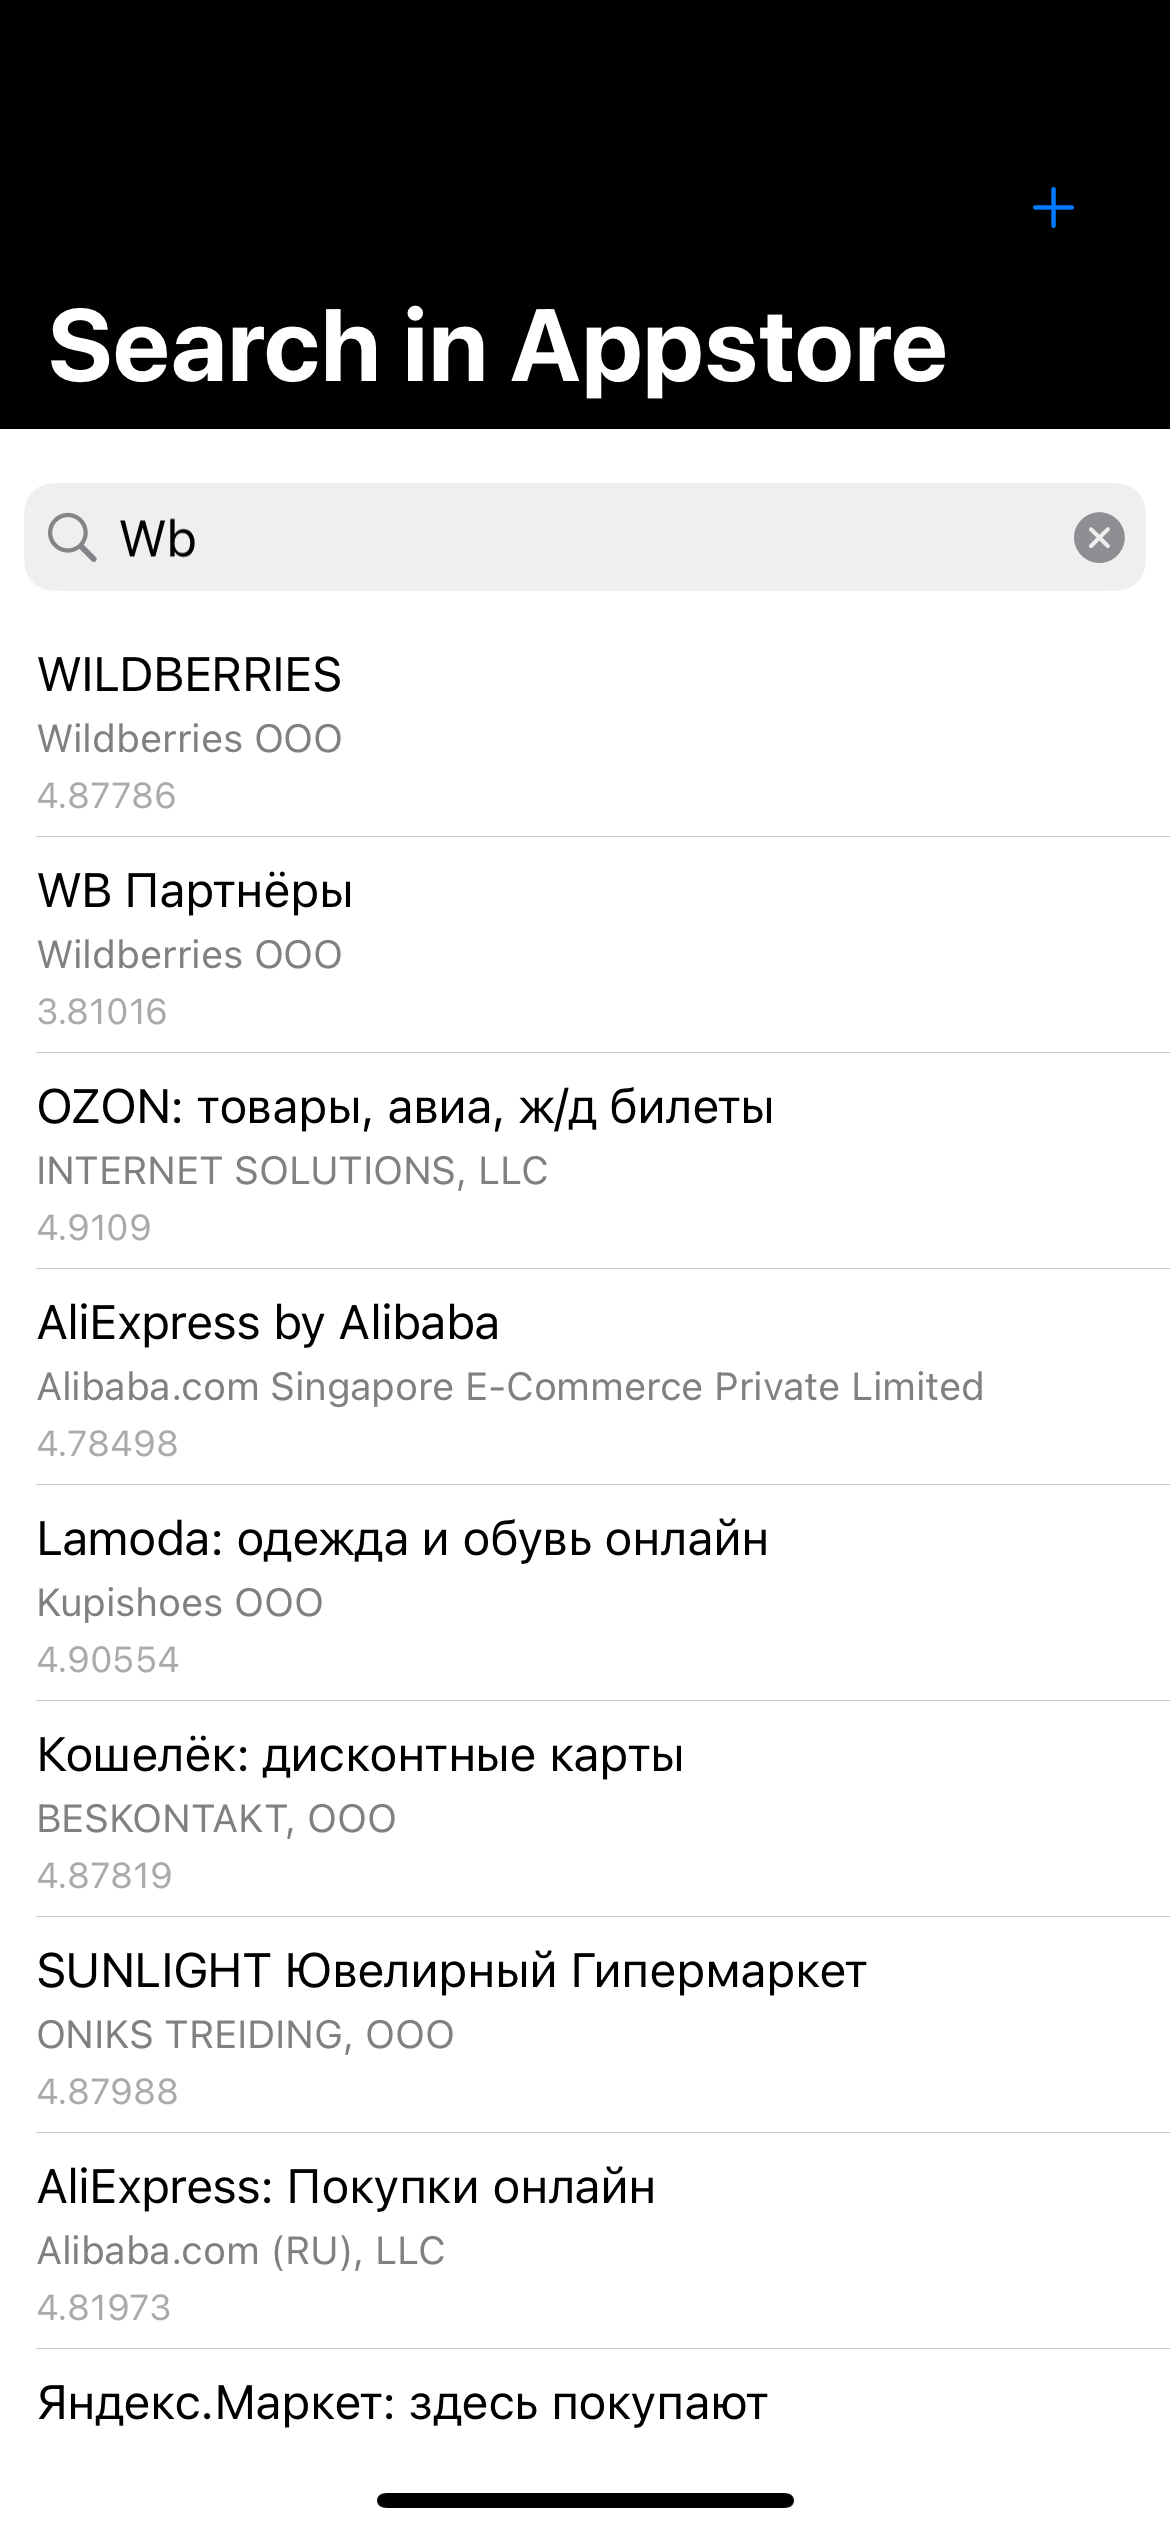 Search in Appstore
Wb
WILDBERRIES
Wildberries OOO
4.87786
WB Партнёры
Wildberries OOO
3.81016
OZON: товары, авиа, ж/д билеты
INTERNET SOLUTIONS, LLC
4.9109
AliExpress by Alibaba
Alibaba.com Singapore E-Commerce Private Limited
4.78498
Lamoda: одежда и обувь онлайн
Kupishoes OOO
4.90554
Кошелёк: дисконтные карты
BESKONTAKT, OOO
4.87819
SUNLIGHT Ювелирный Гипермаркет
ONIKS TREIDING, OOO
4.87988
AliExpress: Покупки онлайн
Alibaba.com (RU), LLC
4.81973
Яндекс.Маркет: здесь покупают